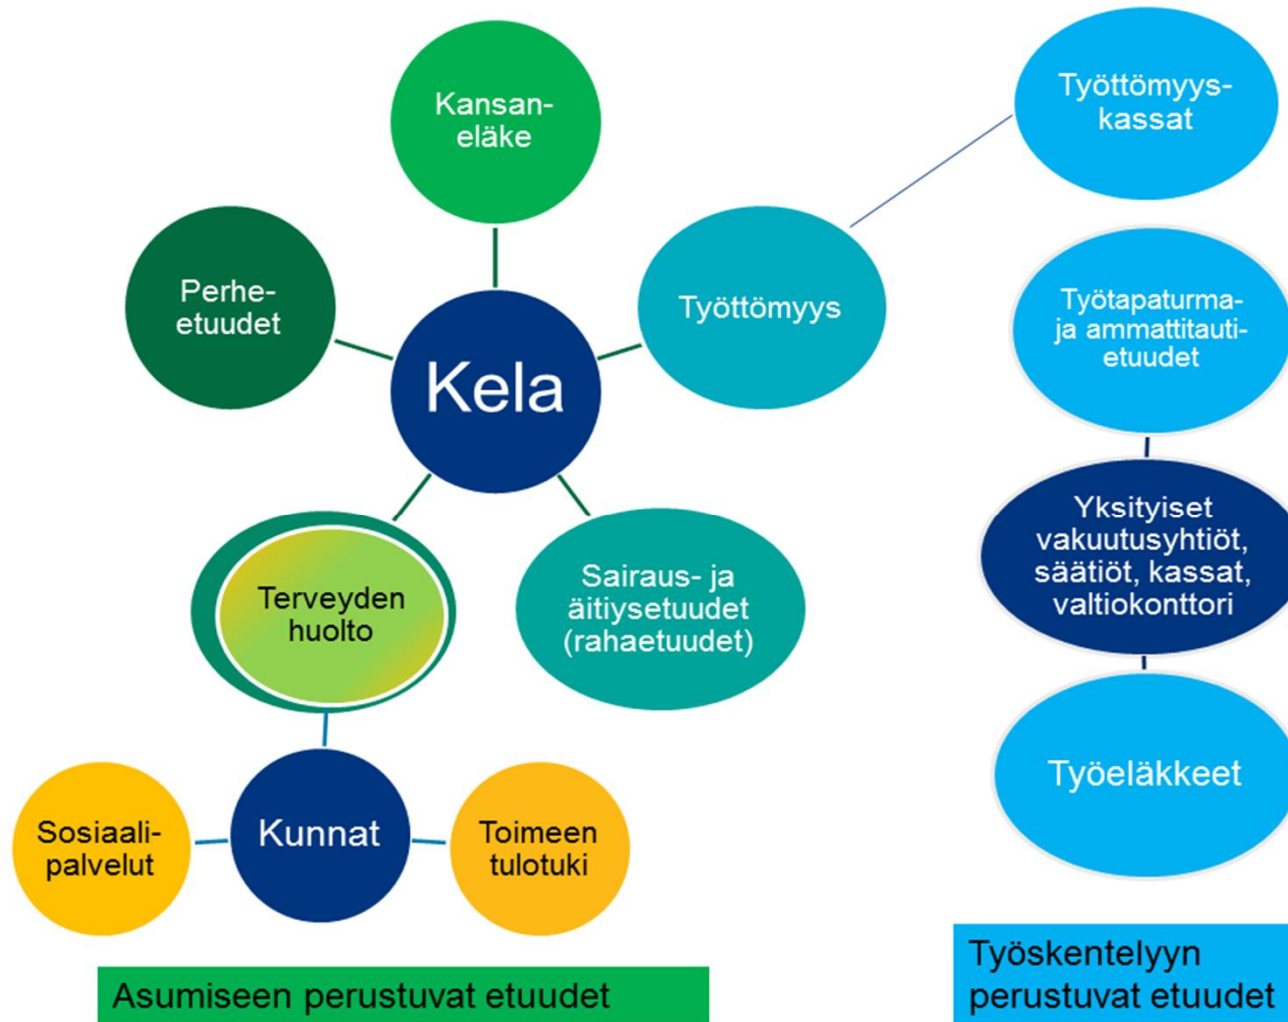 Kansan-
eläke
Työttömyys-
kassat
Perhe-
etuudet
Työttömyys
Työtapaturma-
ja ammattitauti-
etuudet
Kela
Yksityiset
vakuutusyhtiöt,
säätiöt, kassat,
valtiokonttori
Terveyden
huolto
Sairaus- ja
äitiysetuudet
(rahaetuudet)
Työeläkkeet
Sosiaali-
palvelut
Kunnat
Toimeen
tulotuki
Asumiseen perustuvat etuudet
Työskentelyyn
perustuvat etuudet